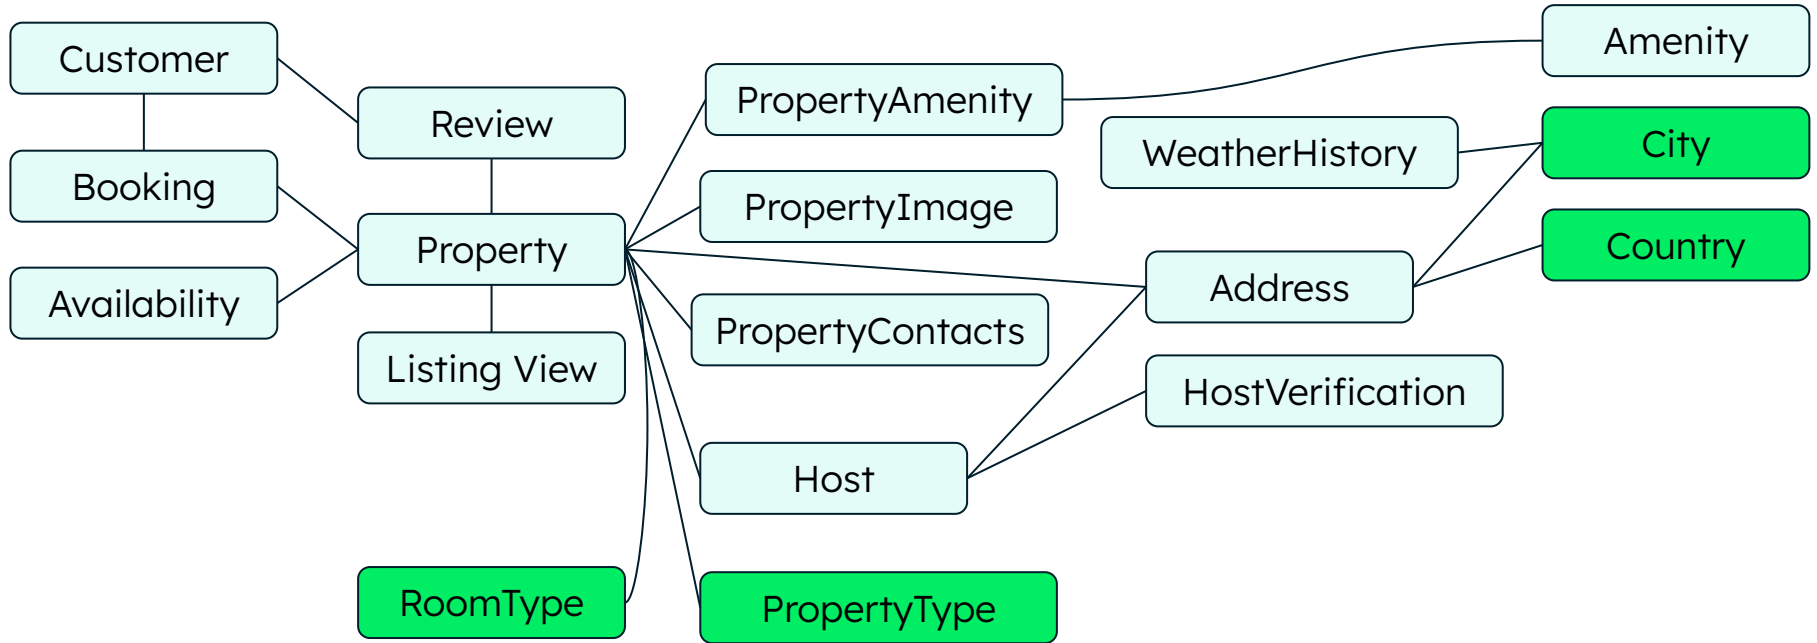 Customer
Review
Booking
Property
Availability
Listing View
PropertyAmenity
Amenity
WeatherHistory
City
PropertyImage
Country
Address
PropertyContacts
HostVerification
Host
RoomType
PropertyType